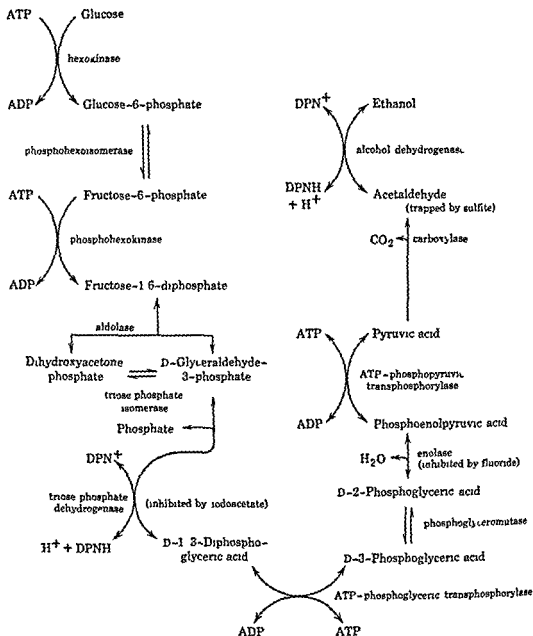 ATP Glucose
hexokinase
ADP Glucose-6-phosphate
phosphohexoisomerase
ATP Fructose-6-phosphate
phosphohexokinase
ADP Fructose-1 6-diphosphate
aldolase
Dihydroxyacetone
phosphate
D-Glyceraldehyde-
3-phosphate
triose phosphate
isomerase
Phosphate
DPN+
triose phosphate
dehydrogenase
(inhibited by iodoacetate)
H+ + DPNH
D-1 3-Diphospho-
glyceric acid
ADP ATP
ATP-phosphoglyceric transphosphorylase
D-3-Phosphoglyceric acid
phosphoglyceromutase
D-2-Phosphoglyceric acid
H2O
enolase
(inhibited by fluoride)
ADP Phosphoenolpyruvic acid
ATP-phosphopyruvic
transphosphorylase
ATP Pyruvic acid
CO2 carboxylase
Acetaldehyde
(trapped by sulfite)
DPNH
+ H+
alcohol dehydrogenase
DPN+ Ethanol